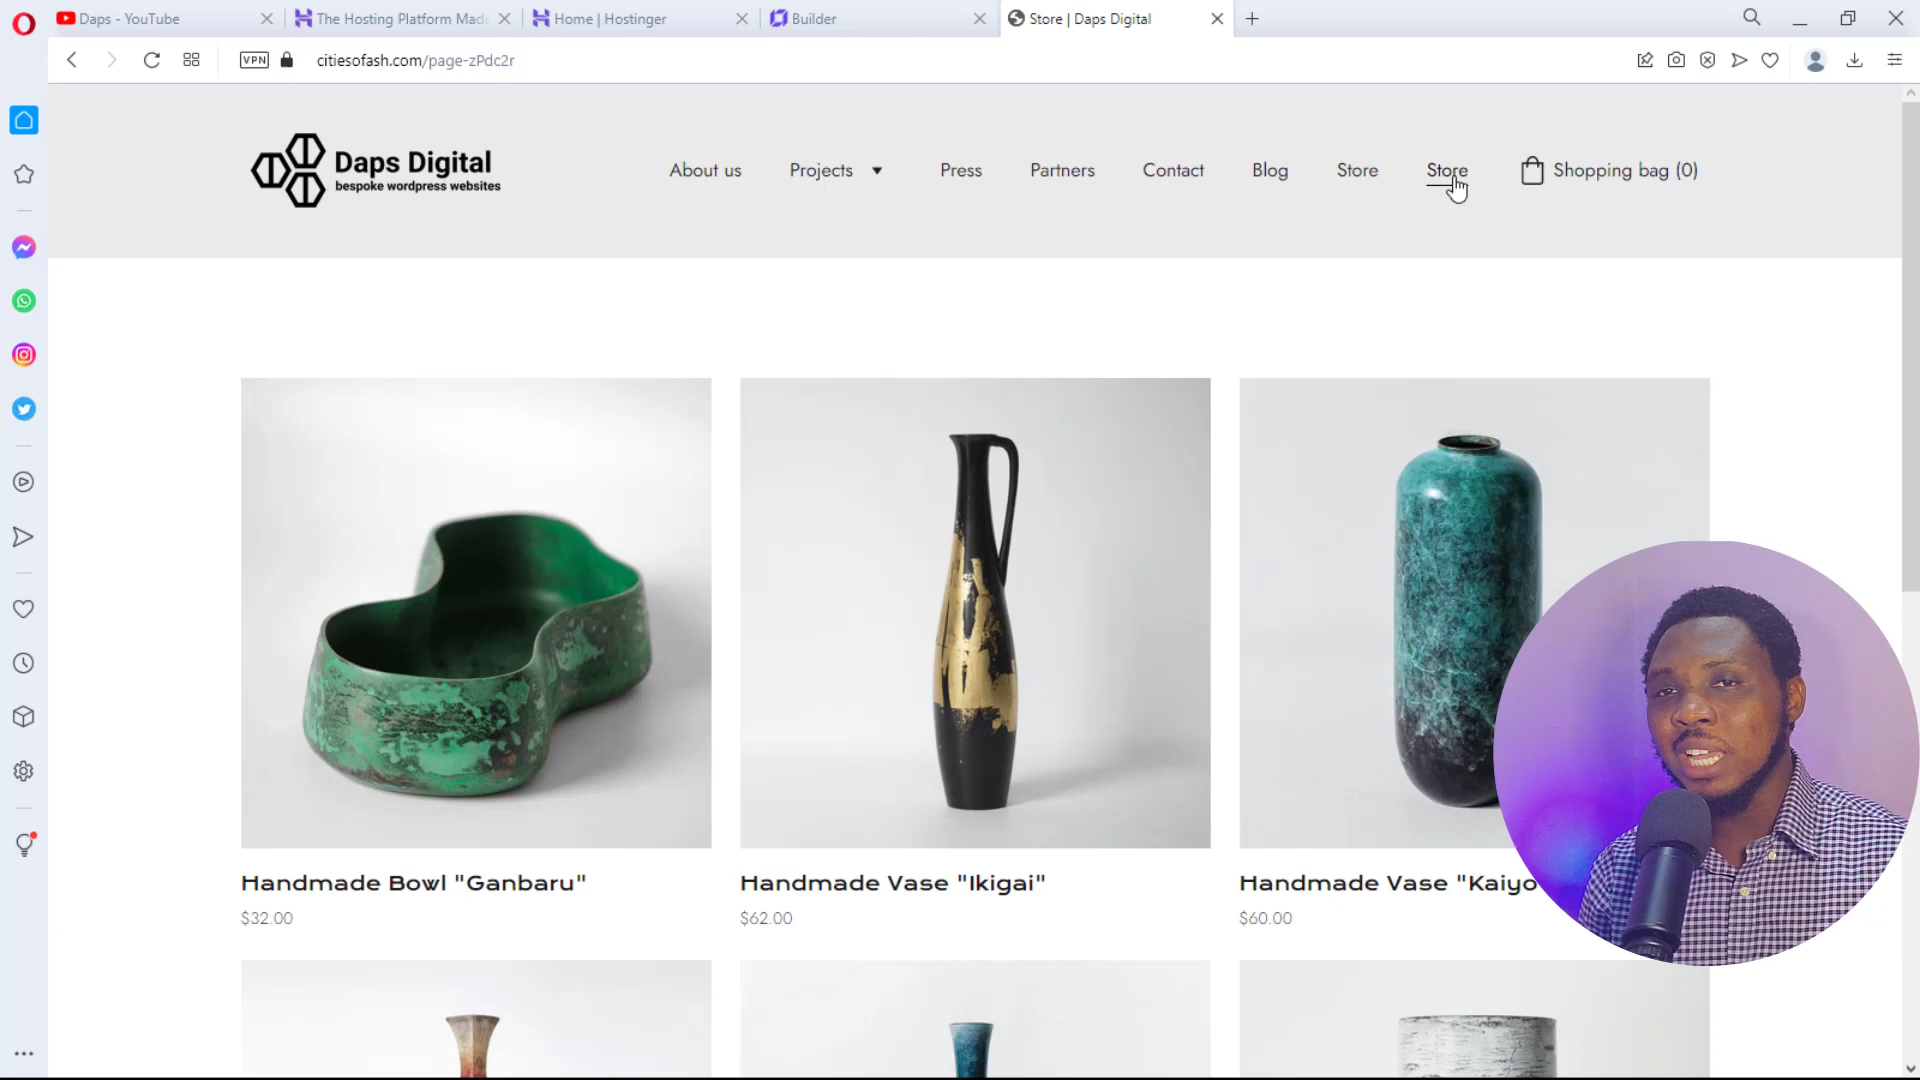 Daps - YouTube
The Hosting Platform Made
Home | Hostinger
Builder
Store | Daps Digital
VPN
citiesofash.com/page-zPdc2r
Daps Digital
bespoke wordpress websites
About us
Projects
Press
Partners
Contact
Blog
Store
Store
Shopping bag (0)
Handmade Bowl "Ganbaru"
$32.00
Handmade Vase "Ikigai"
$62.00
Handmade Vase "Kaiyo
$60.00